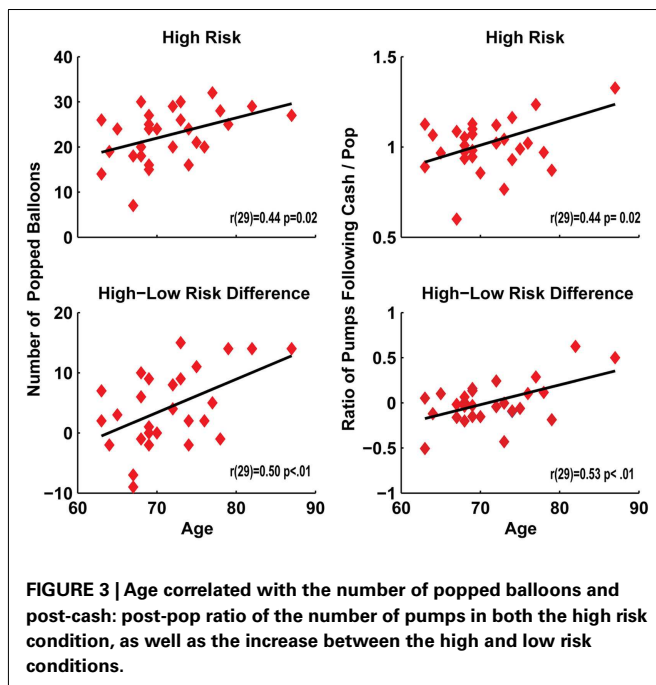 High Risk
High Risk
40
30
20
10
0
Number of Popped Balloons
r(29)=0.44 p=0.02
1.5
1
0.5
Ratio of Pumps Following Cash / Pop
r(29)=0.44 p= 0.02
High−Low Risk Difference
High−Low Risk Difference
20
10
0
−10
r(29)=0.50 p<.01
60
70
80
90
Age
1
0.5
0
−0.5
−1
r(29)=0.53 p< .01
60
70
80
90
Age
FIGURE 3 | Age correlated with the number of popped balloons and
post-cash: post-pop ratio of the number of pumps in both the high risk
condition, as well as the increase between the high and low risk
conditions.